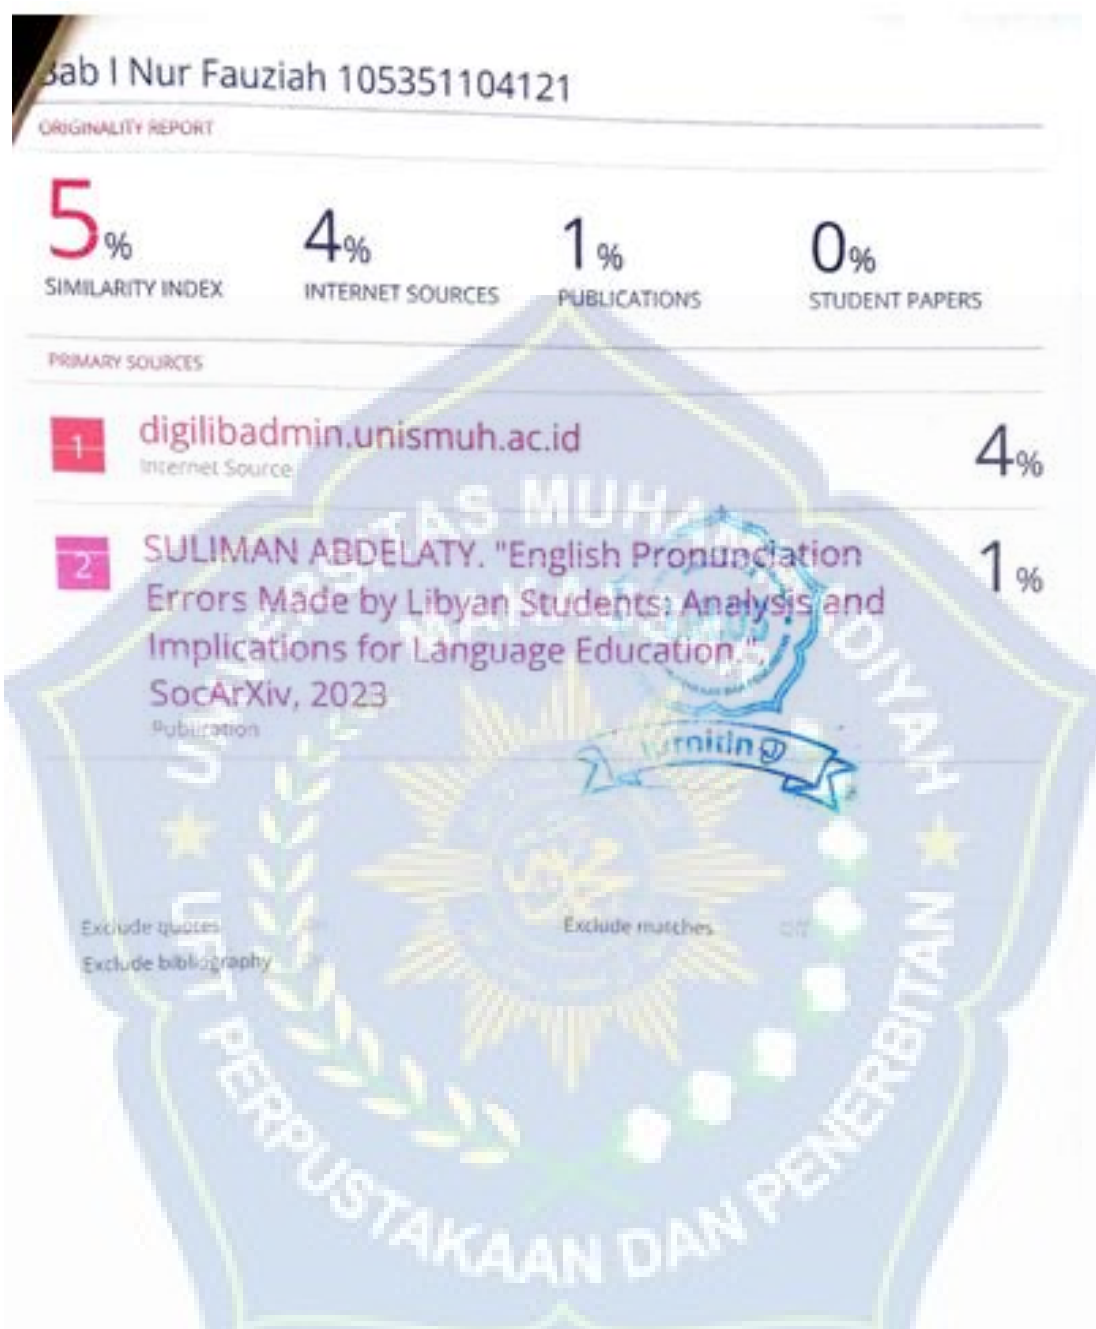 Bab I Nur Fauziah 105351104121
ORIGINALITY REPORT
5% 4% 1% 0%
SIMILARITY INDEX INTERNET SOURCES PUBLICATIONS STUDENT PAPERS
PRIMARY SOURCES
1 digilibadmin.unismuh.ac.id 4%
Internet Source
2 SULIMAN ABDELATY. "English Pronunciation 1%
Errors Made by Libyan Students: Analysis and
Implications for Language Education.",
SocArXiv, 2023
Publication
turnitin
Exclude quotes Exclude matches Off
Exclude bibliography
MUHAMMADIYAH
UPT PERPUSTAKAAN DAN PENERBITAN